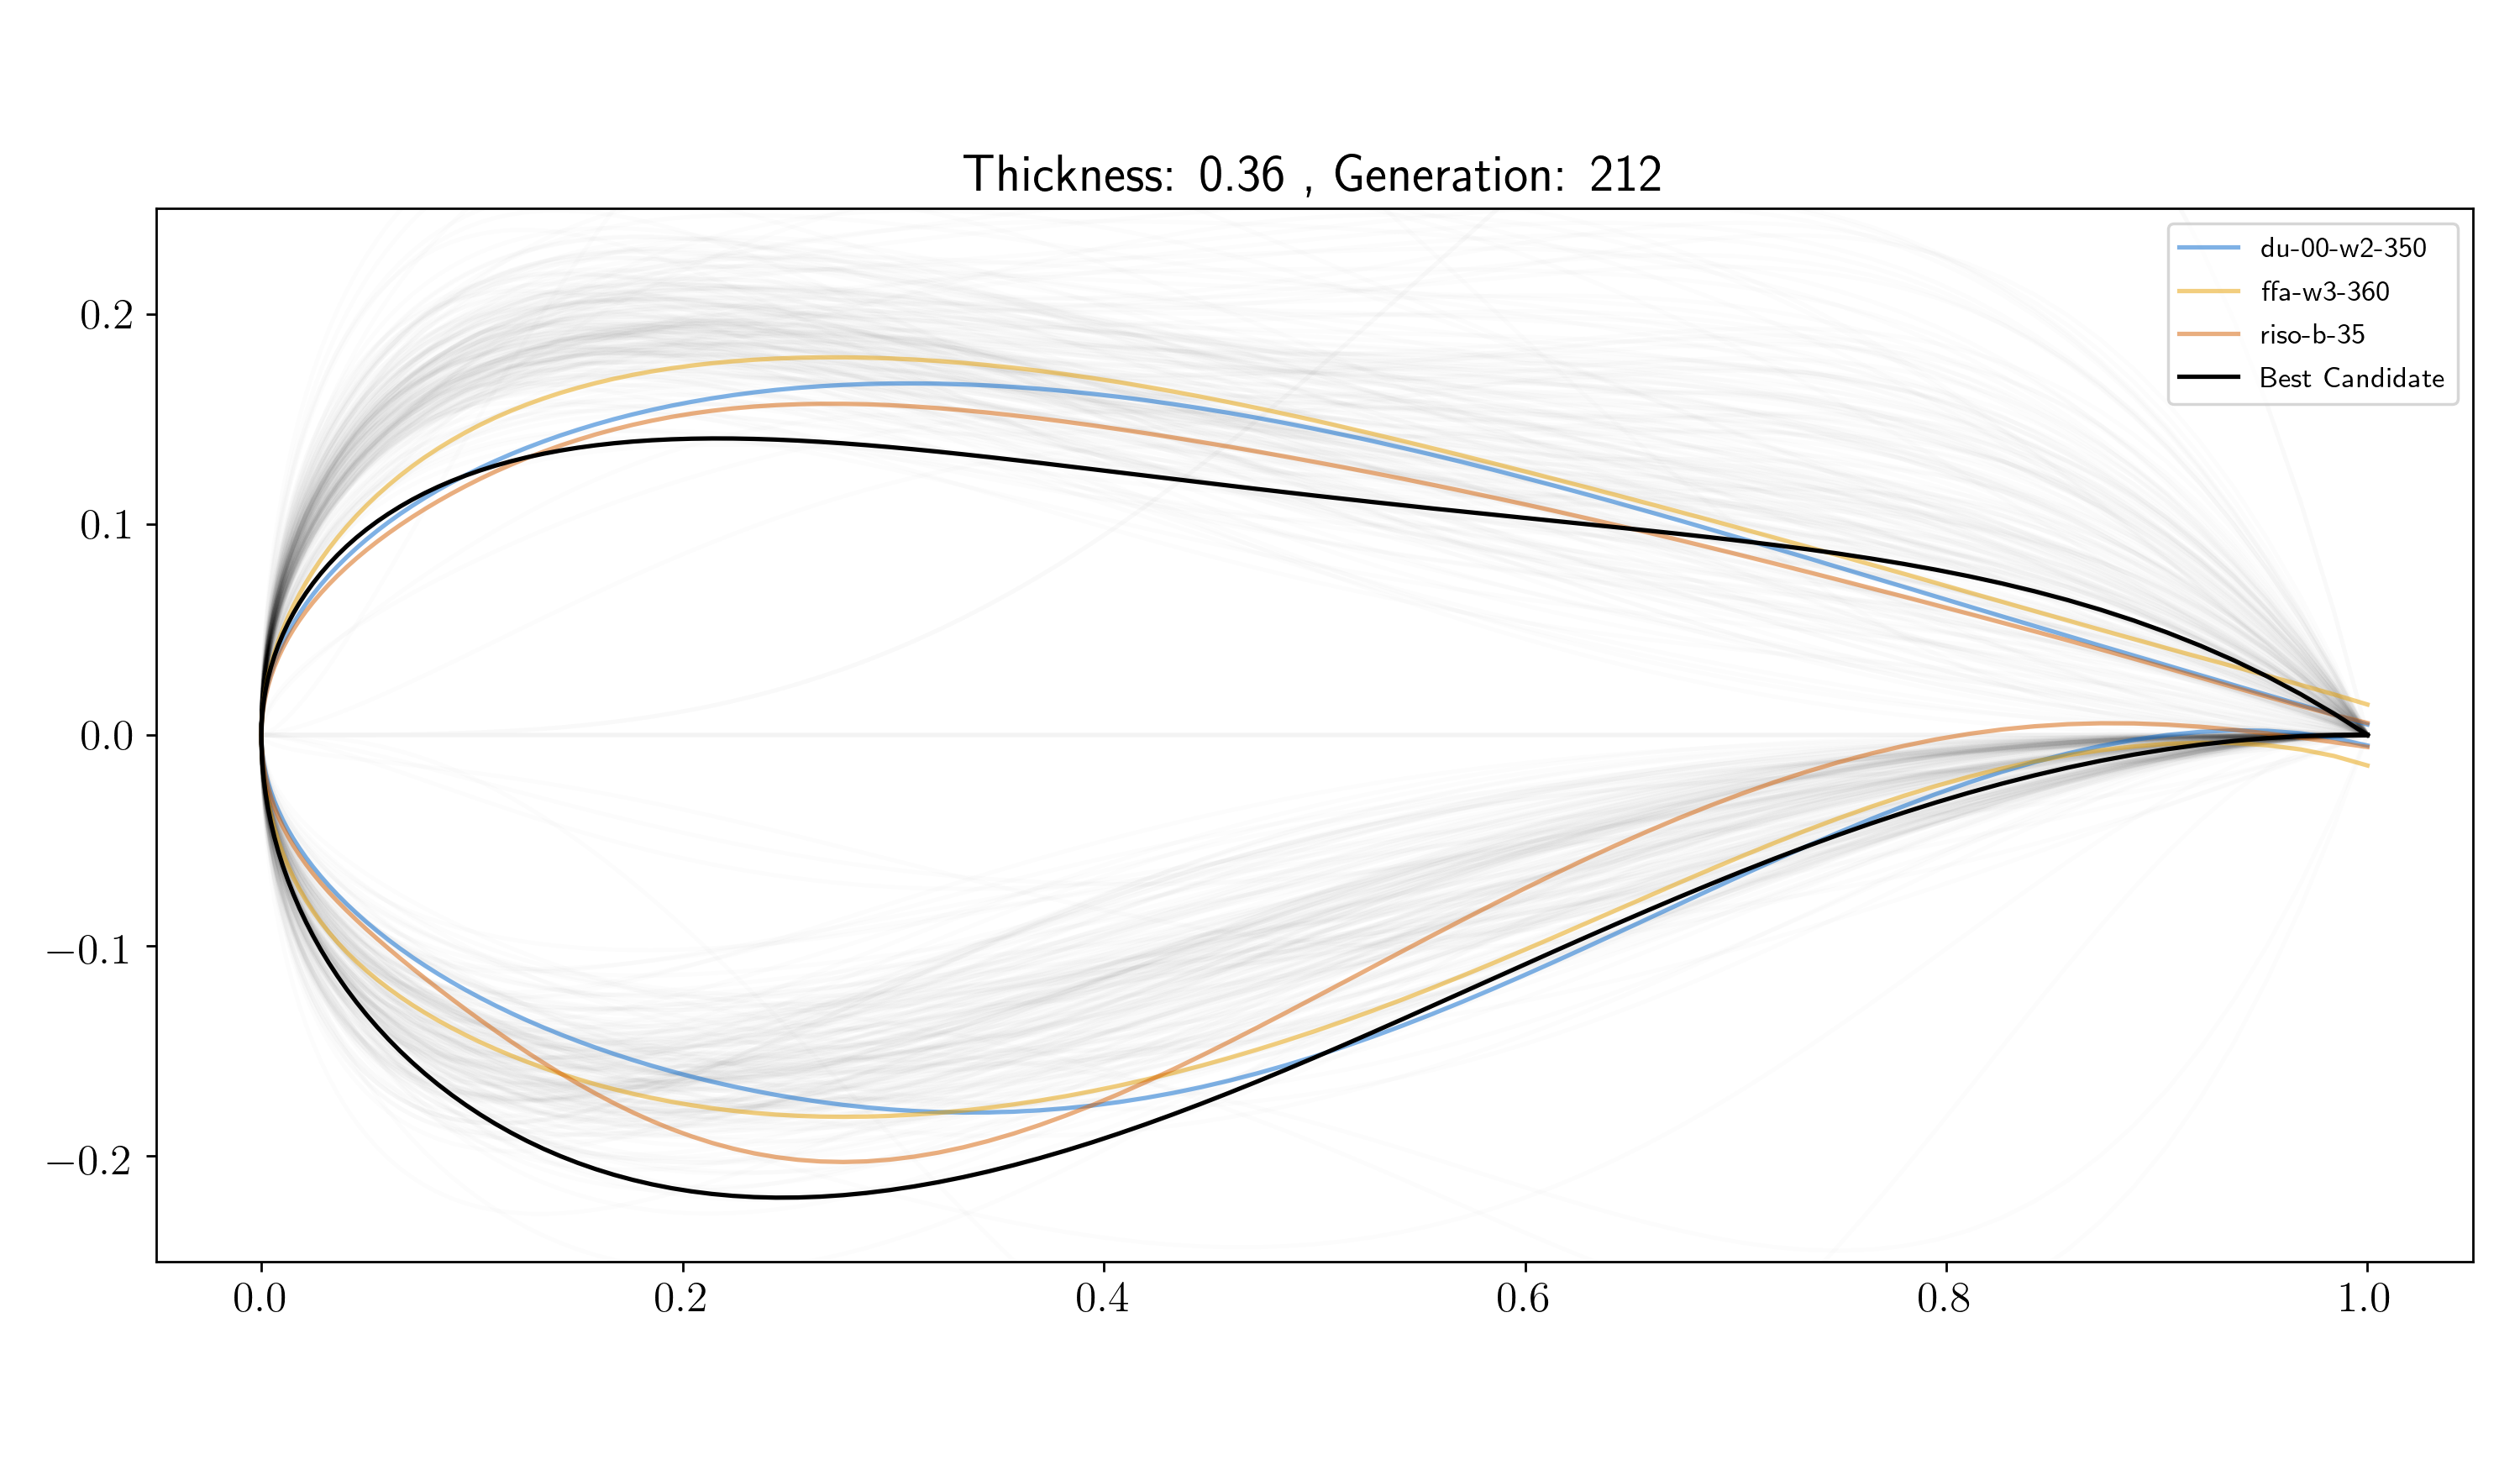 Thickness: 0.36 , Generation: 212
du-00-w2-350
ffa-w3-360
riso-b-35
Best Candidate
0.2
0.1
0.0
−0.1
−0.2
0.0 0.2 0.4 0.6 0.8 1.0